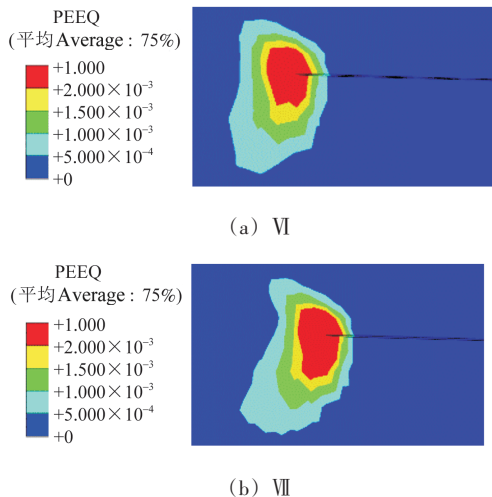 PEEQ
(平均Average：75%)
+1.000
+2.000×10⁻³
+1.500×10⁻³
+1.000×10⁻³
+5.000×10⁻⁴
+0
(a) Ⅵ
PEEQ
(平均Average：75%)
+1.000
+2.000×10⁻³
+1.500×10⁻³
+1.000×10⁻³
+5.000×10⁻⁴
+0
(b) Ⅶ